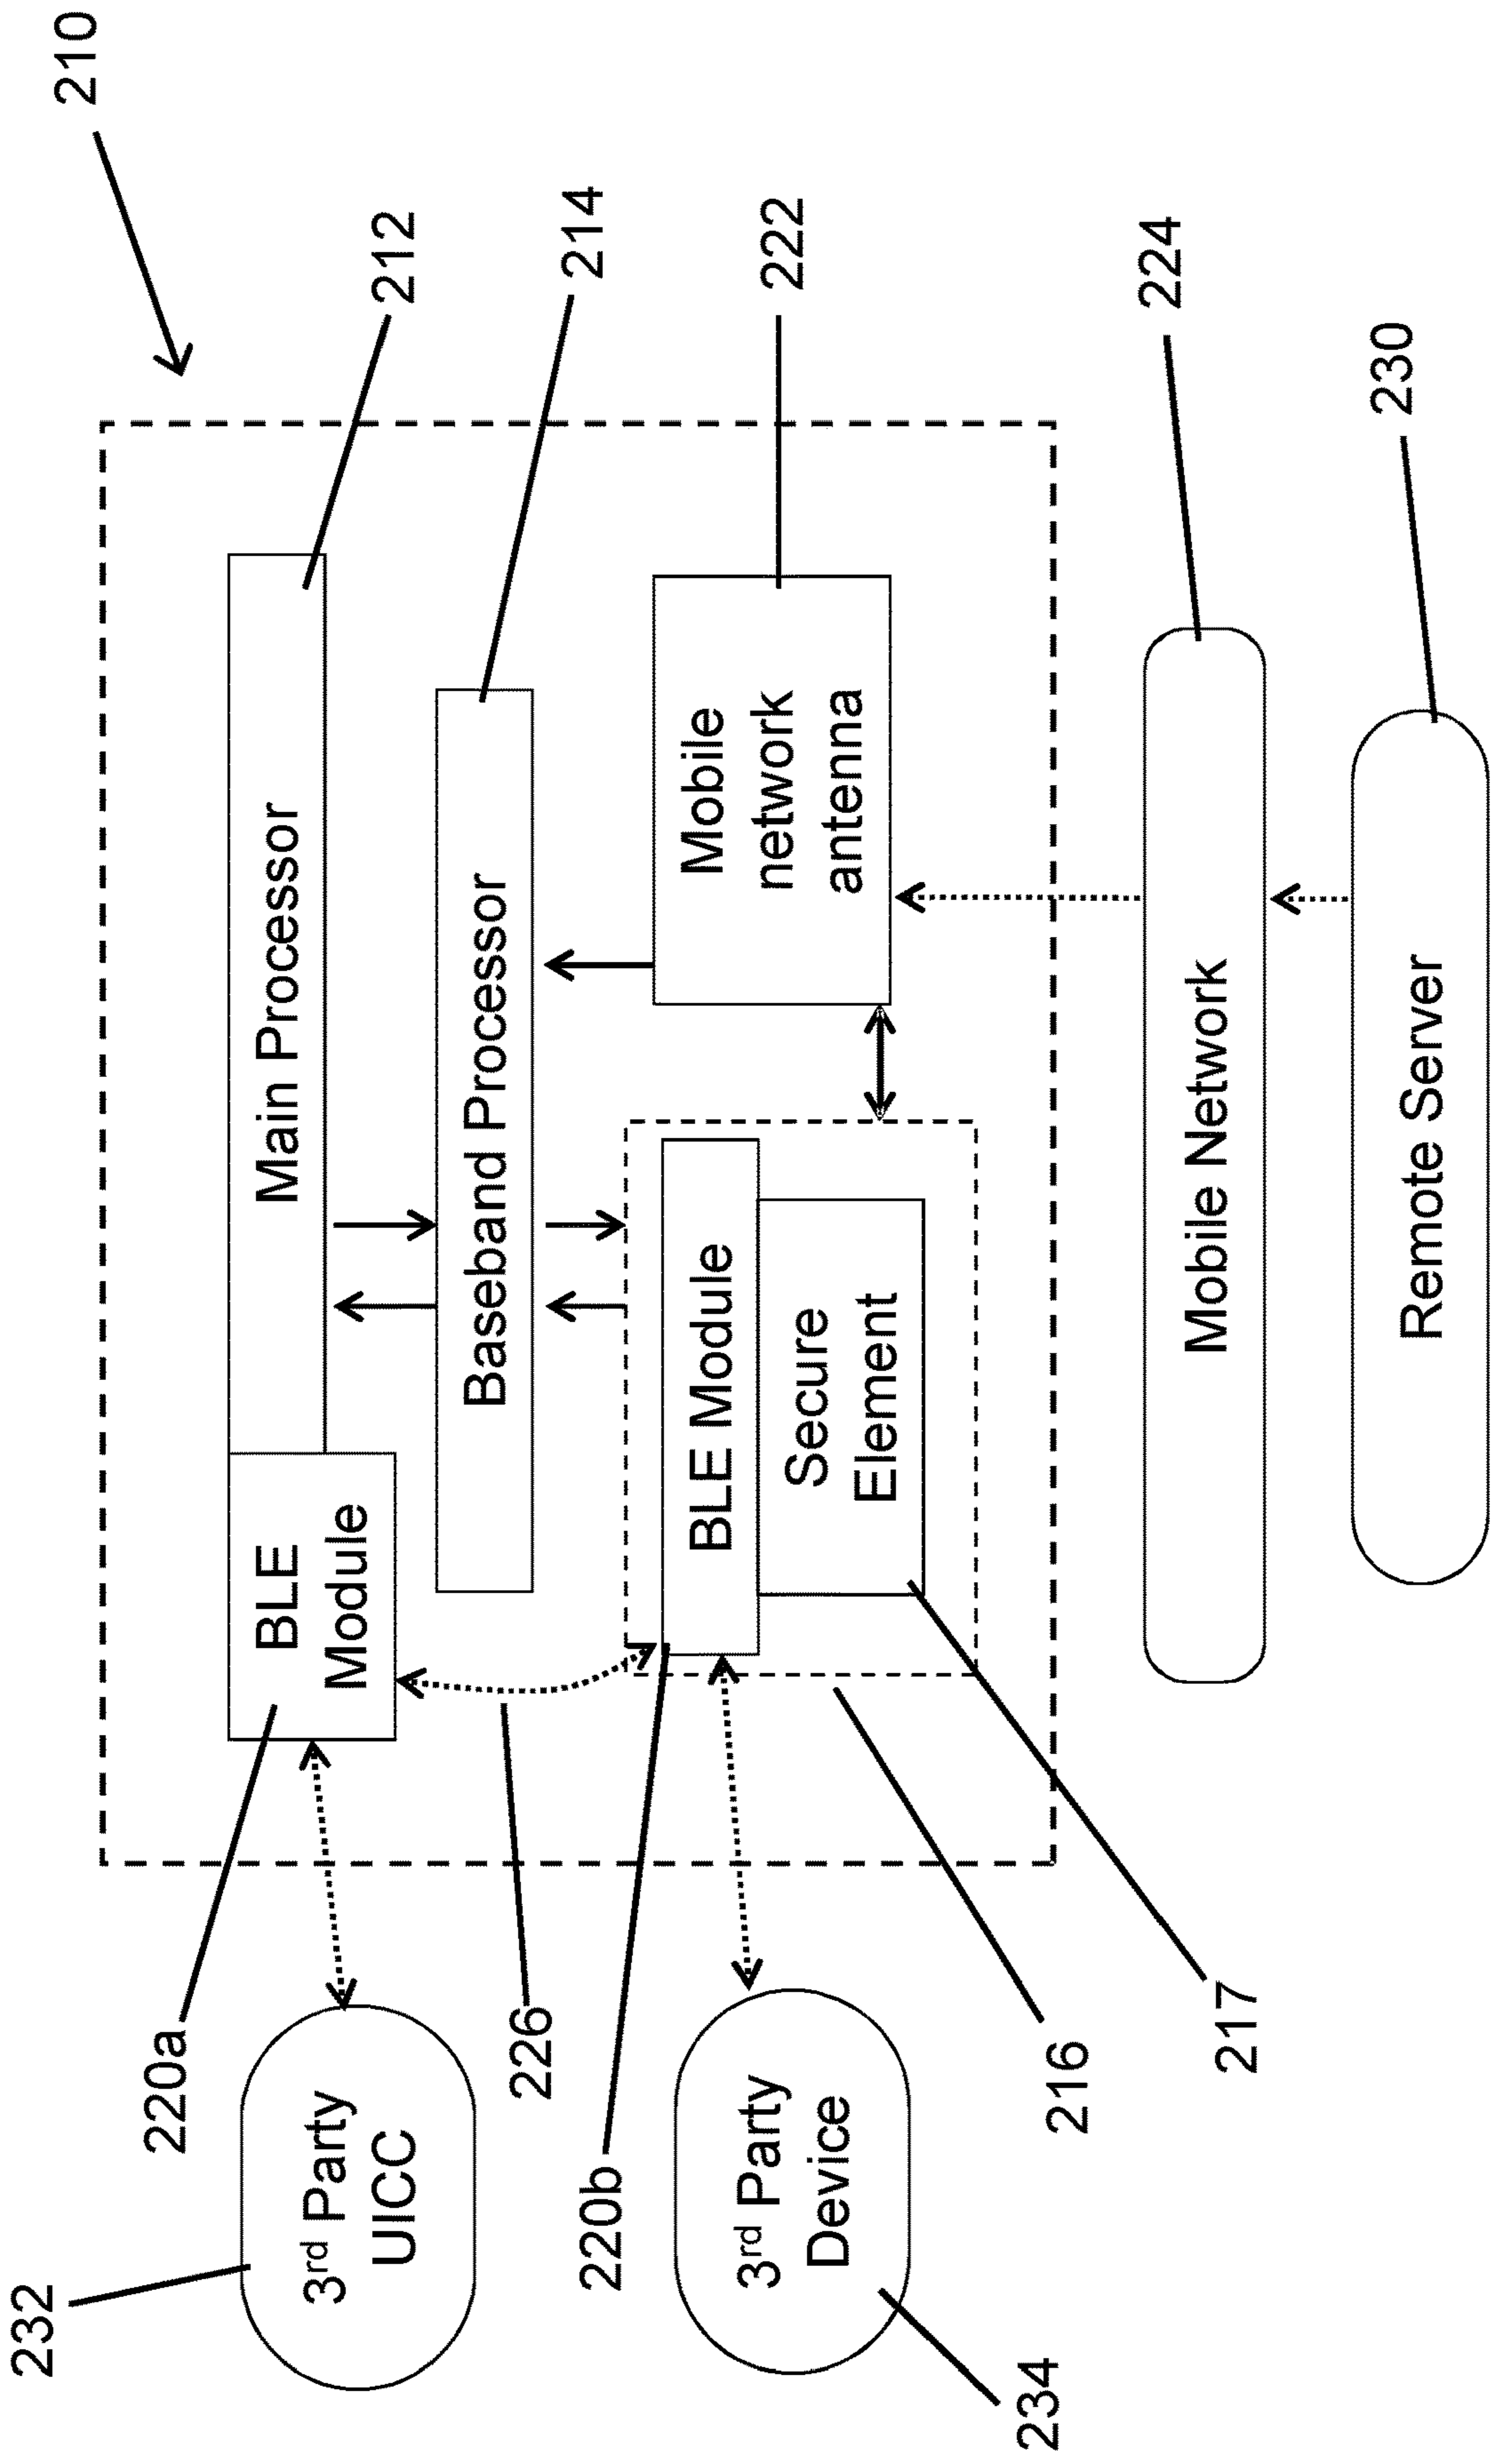 210
212
214
222
224
230
Main Processor
BLE
Module
Baseband Processor
Mobile
network
antenna
BLE Module
Secure
Element
Mobile Network
Remote Server
3rd Party
UICC
3rd Party
Device
232
220a
226
220b
234
216
217